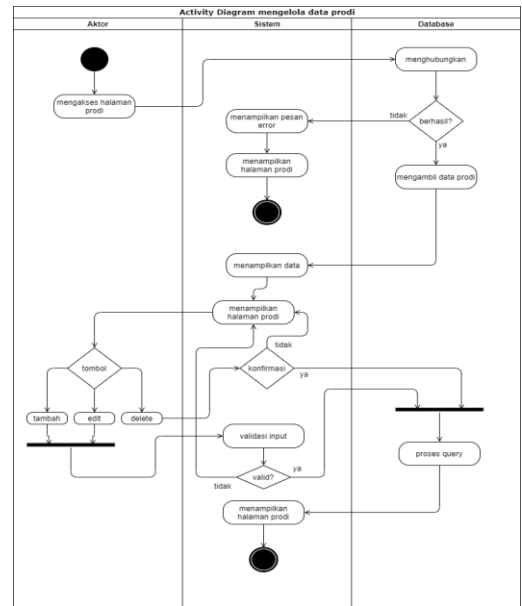 Activity Diagram mengelola data prodi
Aktor
Sistem
Database
menghubungkan
mengakses halaman
prodi
menampilkan pesan
error
tidak
berhasil?
ya
menampilkan
halaman prodi
mengambil data prodi
menampilkan data
menampilkan
halaman prodi
tidak
tombol
konfirmasi
ya
tambah
edit
delete
validasi input
ya
proses query
valid?
tidak
menampilkan
halaman prodi